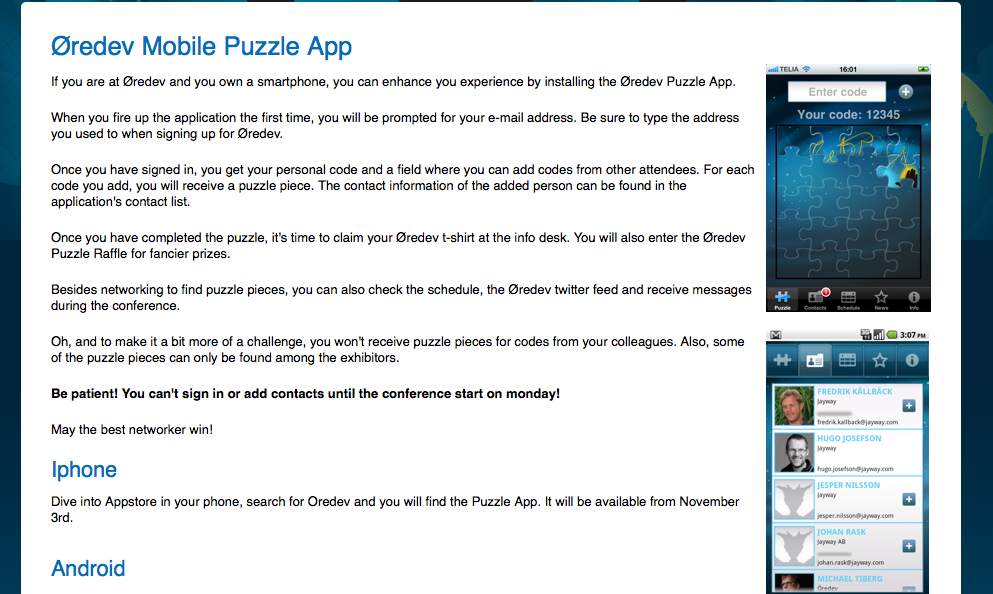 Øredev Mobile Puzzle App
If you are at Øredev and you own a smartphone, you can enhance you experience by installing the Øredev Puzzle App.
When you fire up the application the first time, you will be prompted for your e-mail address. Be sure to type the address
you used to when signing up for Øredev.
Once you have signed in, you get your personal code and a field where you can add codes from other attendees. For each
code you add, you will receive a puzzle piece. The contact information of the added person can be found in the
application's contact list.
Once you have completed the puzzle, it's time to claim your Øredev t-shirt at the info desk. You will also enter the Øredev
Puzzle Raffle for fancier prizes.
Besides networking to find puzzle pieces, you can also check the schedule, the Øredev twitter feed and receive messages
during the conference.
Oh, and to make it a bit more of a challenge, you won't receive puzzle pieces for codes from your colleagues. Also, some
of the puzzle pieces can only be found among the exhibitors.
Be patient! You can't sign in or add contacts until the conference start on monday!
May the best networker win!
Iphone
Dive into Appstore in your phone, search for Oredev and you will find the Puzzle App. It will be available from November
3rd.
Android
TELIA 16:01
Enter code
Your code: 12345
Puzzle Contacts Schedule News Info
3:07 PM
FREDRIK KÄLLBÄCK
Jayway
fredrik.kallback@jayway.com
HUGO JOSEFSON
Jayway
hugo.josefson@jayway.com
JESPER NILSSON
Jayway
jesper.nilsson@jayway.com
JOHAN RASK
Jayway AB
johan.rask@jayway.com
MICHAEL TIBERG
Øredev